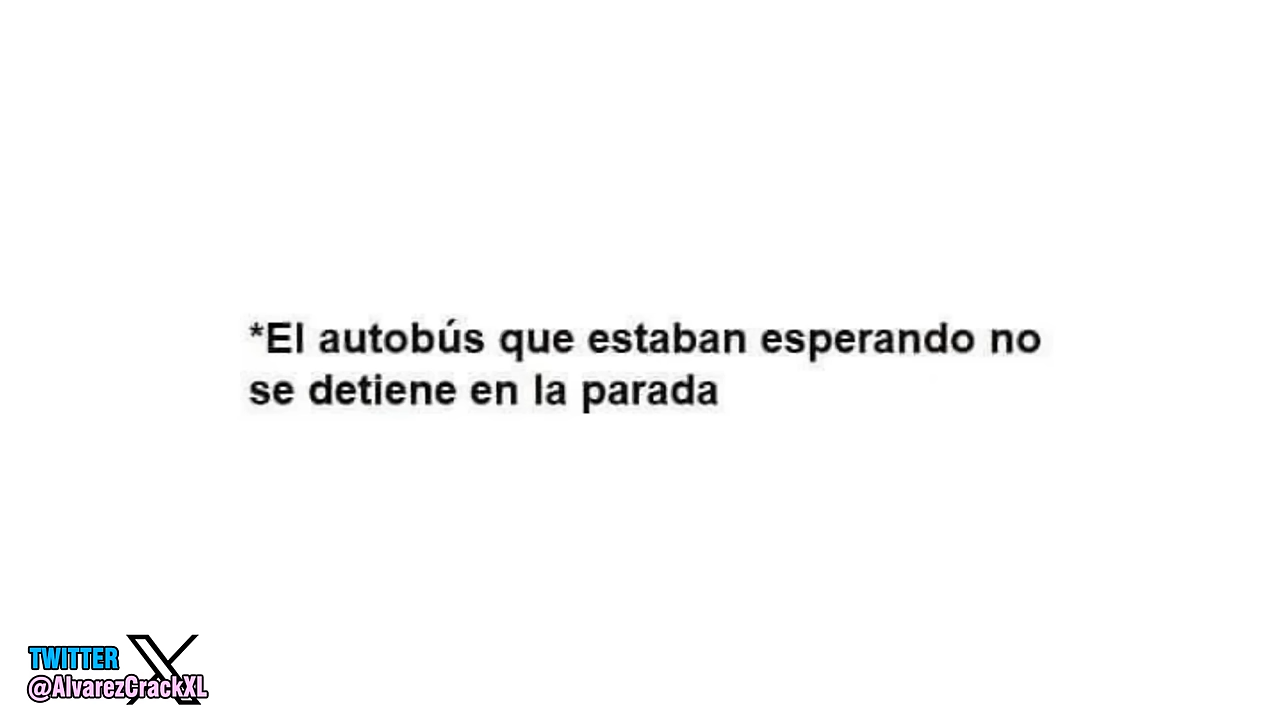 *El autobús que estaban esperando no
se detiene en la parada
TWITTER X
@AlvarezCrackXL